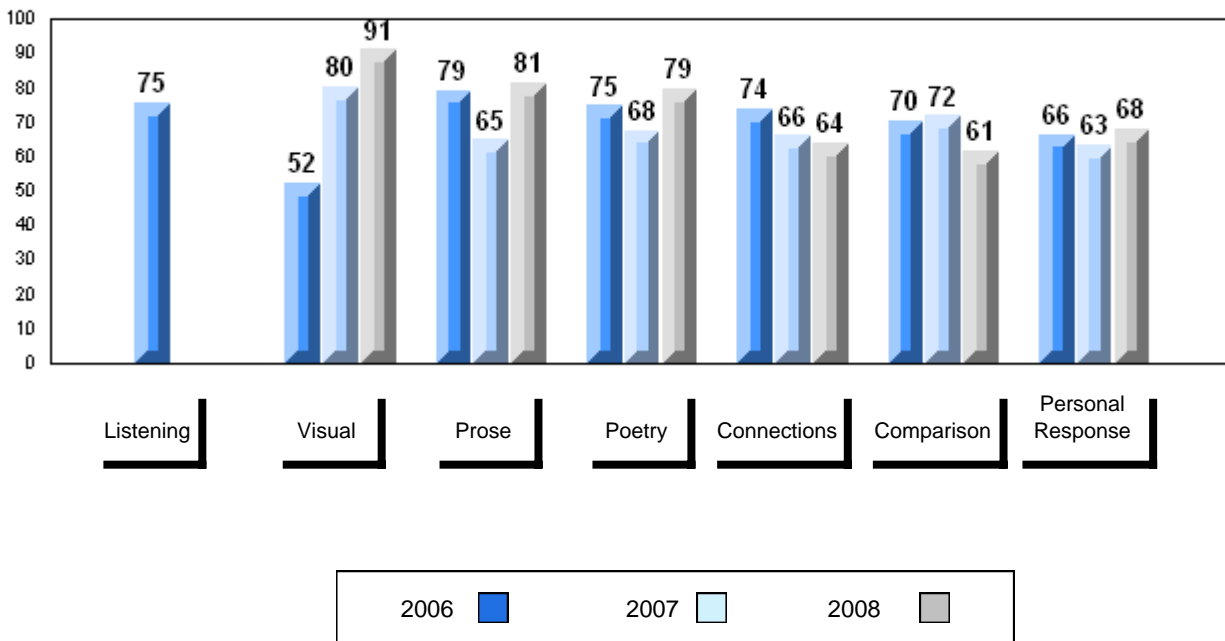 100
90
80
70
60
50
40
30
20
10
0
75
52 80 91
79 65 81
75 68 79
74 66 64
70 72 61
66 63 68
Listening
Visual
Prose
Poetry
Connections
Comparison
Personal
Response
2006 2007 2008